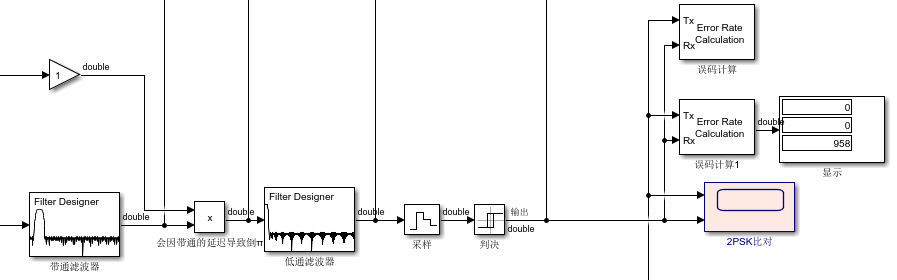 Tx
Error Rate
Calculation
Rx
误码计算
1
double
Tx
Error Rate
Calculation
Rx
误码计算1
double
0
0
958
显示
Filter Designer
带通滤波器
double
x
会因带通的延迟导致倒π
double
Filter Designer
低通滤波器
double
采样
double
判决
输出
double
2PSK比对